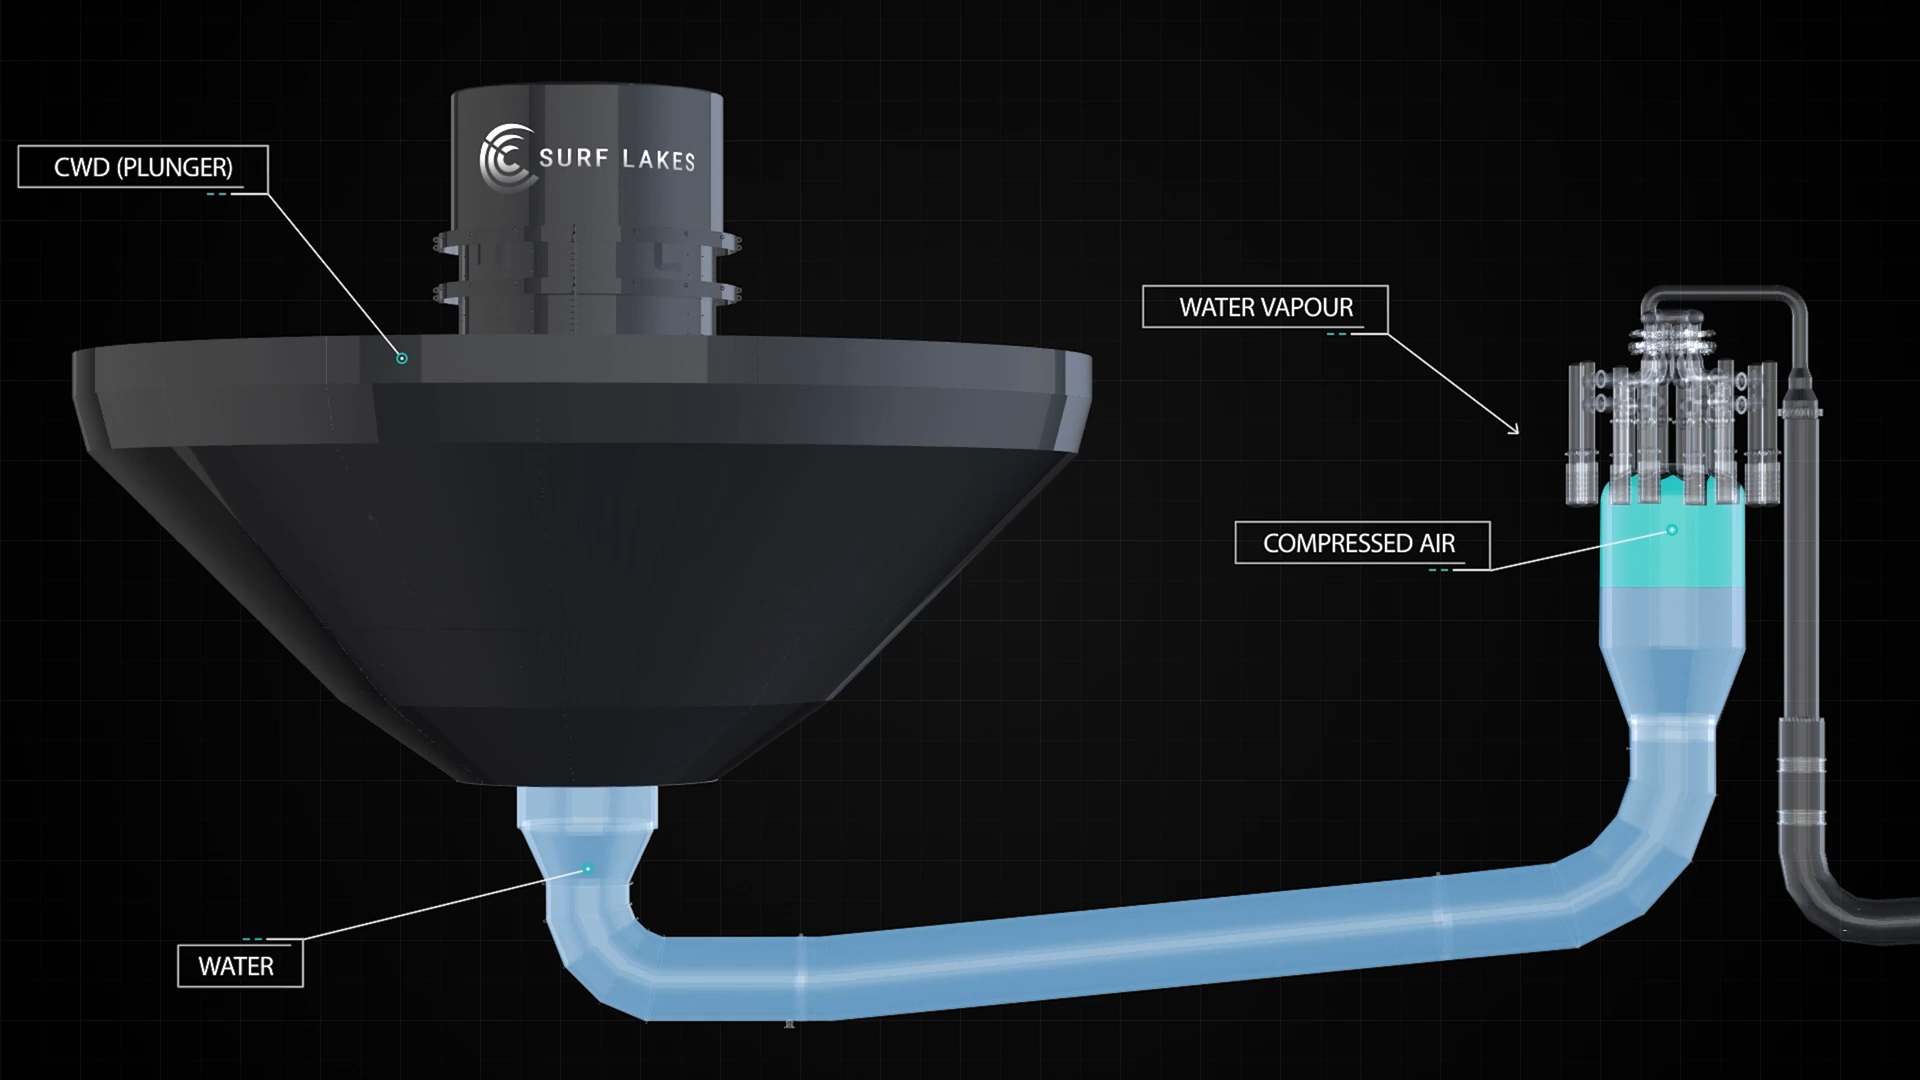 SURF LAKES
CWD (PLUNGER)
WATER VAPOUR
COMPRESSED AIR
WATER